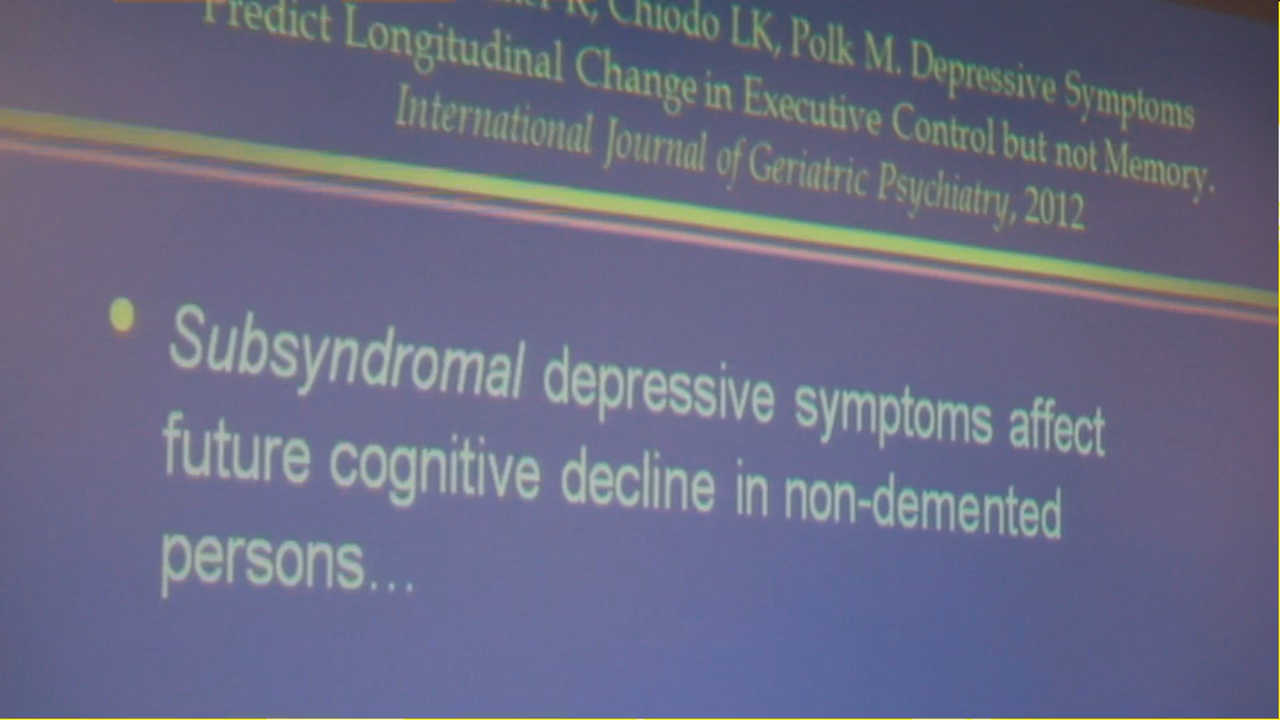 R, Chiodo LK, Polk M. Depressive Symptoms
Predict Longitudinal Change in Executive Control but not Memory.
International Journal of Geriatric Psychiatry, 2012
• Subsyndromal depressive symptoms affect
future cognitive decline in non-demented
persons...